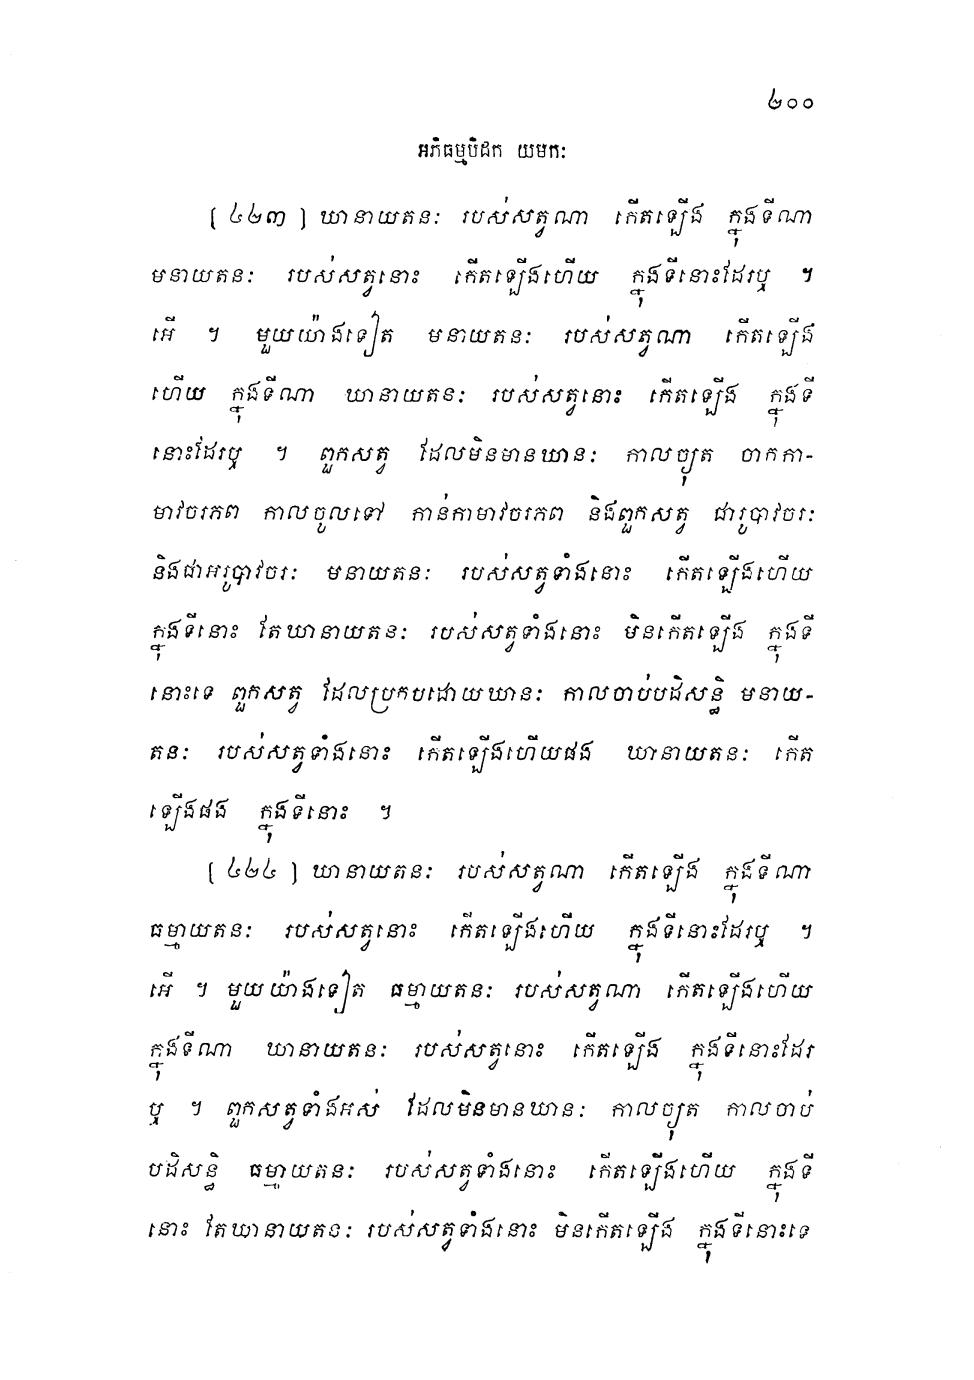 ២០០
អភិធម្មបិដក យមកៈ
[ ៤២៣ ] ឃានាយតនៈ របស់សត្វណា កើតឡើង ក្នុងទីណា
មនាយតនៈ របស់សត្វនោះ កើតឡើងហើយ ក្នុងទីនោះដែរឬ ។
អើ ។ មួយយ៉ាងទៀត មនាយតនៈ របស់សត្វណា កើតឡើង
ហើយ ក្នុងទីណា ឃានាយតនៈ របស់សត្វនោះ កើតឡើង ក្នុងទី
នោះដែរឬ ។ ពួកសត្វ ដែលមិនមានឃានៈ កាលច្យុត ចាកកា-
មាវចរភព កាលចូលទៅ កាន់កាមាវចរភព និងពួកសត្វ ជារូបាវចរៈ
និងជាអរូបាវចរៈ មនាយតនៈ របស់សត្វទាំងនោះ កើតឡើងហើយ
ក្នុងទីនោះ តែឃានាយតនៈ របស់សត្វទាំងនោះ មិនកើតឡើង ក្នុងទី
នោះទេ ពួកសត្វ ដែលប្រកបដោយឃានៈ កាលចាប់បដិសន្ធិ មនាយ-
តនៈ របស់សត្វទាំងនោះ កើតឡើងហើយផង ឃានាយតនៈ កើត
ឡើងផង ក្នុងទីនោះ ។
[ ៤២៤ ] ឃានាយតនៈ របស់សត្វណា កើតឡើង ក្នុងទីណា
ធម្មាយតនៈ របស់សត្វនោះ កើតឡើងហើយ ក្នុងទីនោះដែរឬ ។
អើ ។ មួយយ៉ាងទៀត ធម្មាយតនៈ របស់សត្វណា កើតឡើងហើយ
ក្នុងទីណា ឃានាយតនៈ របស់សត្វនោះ កើតឡើង ក្នុងទីនោះដែរ
ឬ ។ ពួកសត្វទាំងអស់ ដែលមិនមានឃានៈ កាលច្យុត កាលចាប់
បដិសន្ធិ ធម្មាយតនៈ របស់សត្វទាំងនោះ កើតឡើងហើយ ក្នុងទី
នោះ តែឃានាយតនៈ របស់សត្វទាំងនោះ មិនកើតឡើង ក្នុងទីនោះទេ